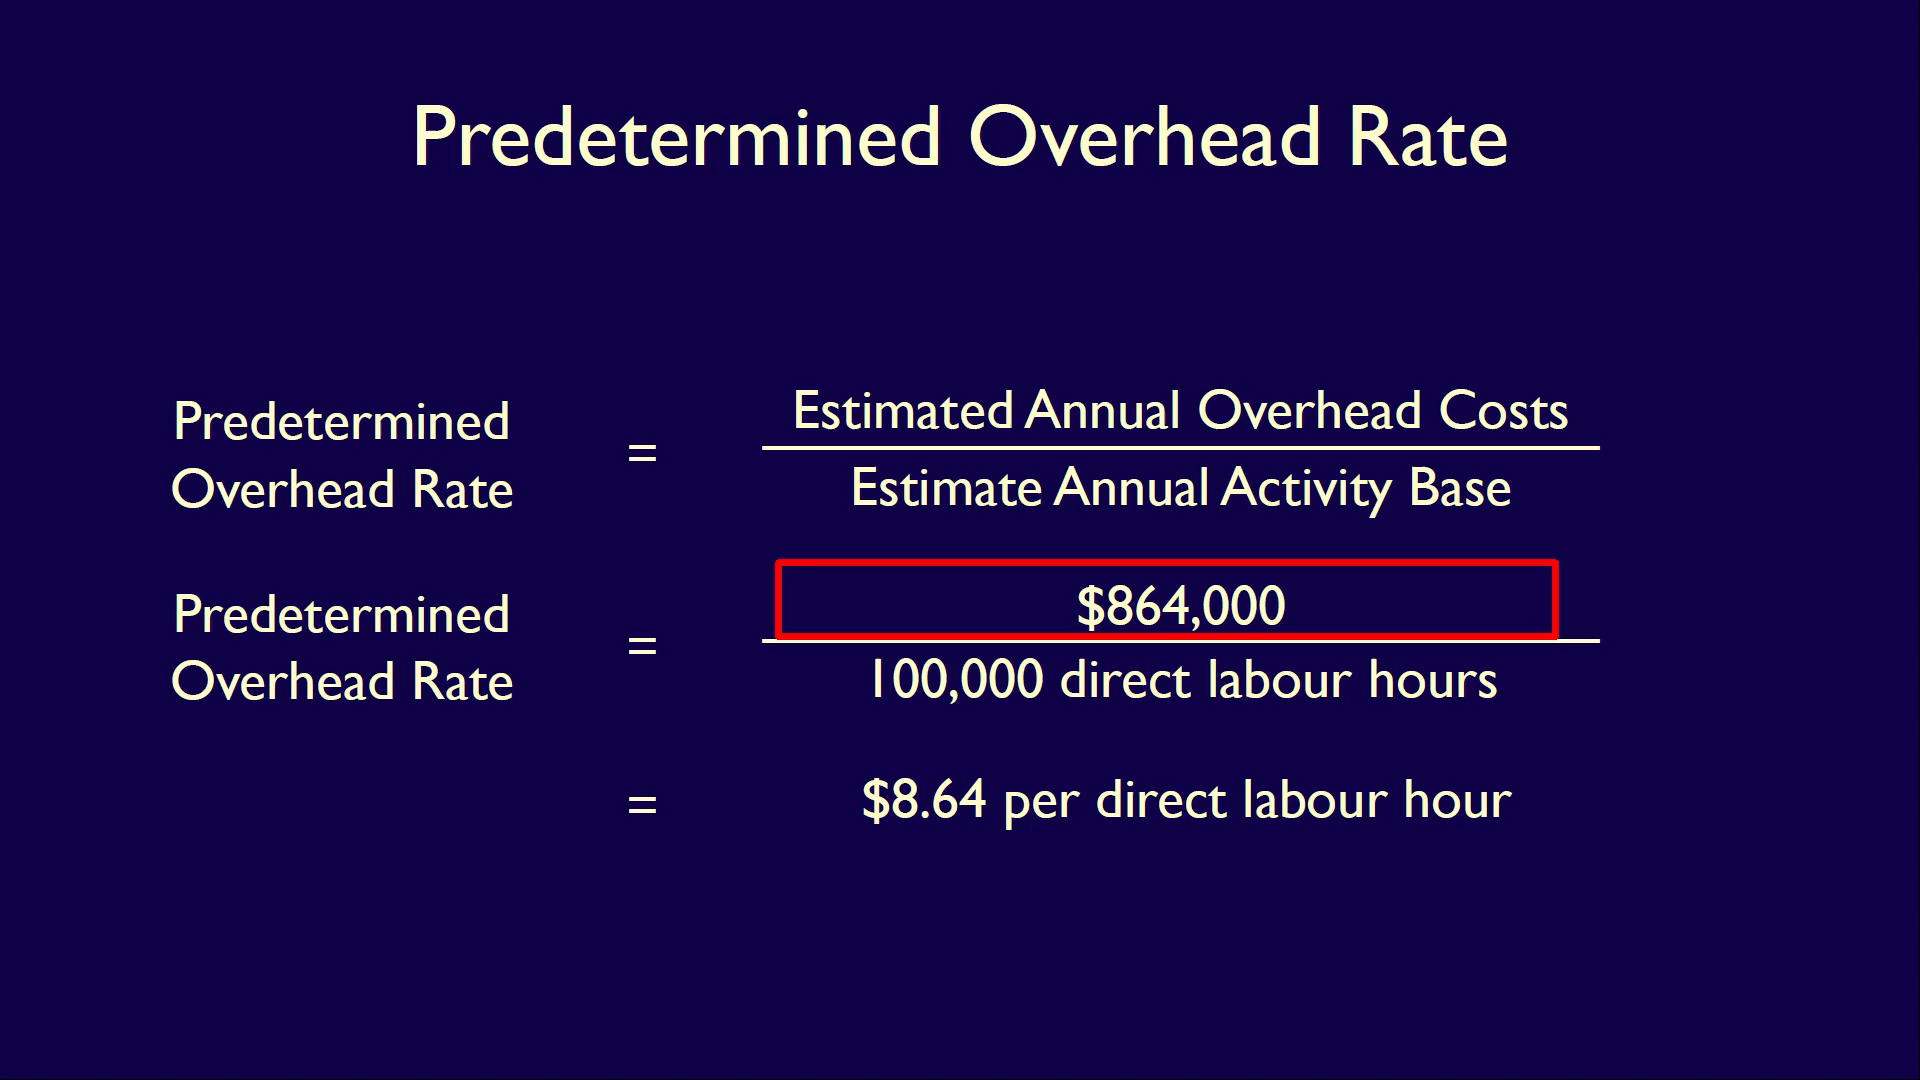 Predetermined Overhead Rate
Predetermined
Overhead Rate
=
Estimated Annual Overhead Costs
Estimate Annual Activity Base
Predetermined
Overhead Rate
=
$864,000
100,000 direct labour hours
=
$8.64 per direct labour hour